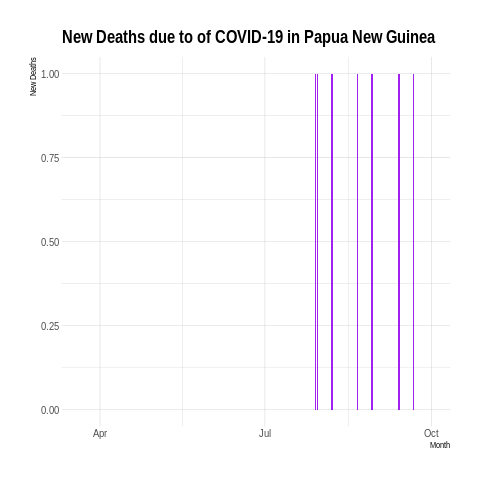 New Deaths due to of COVID-19 in Papua New Guinea
New Deaths
1.00
0.75
0.50
0.25
0.00
Apr
Jul
Oct
Month